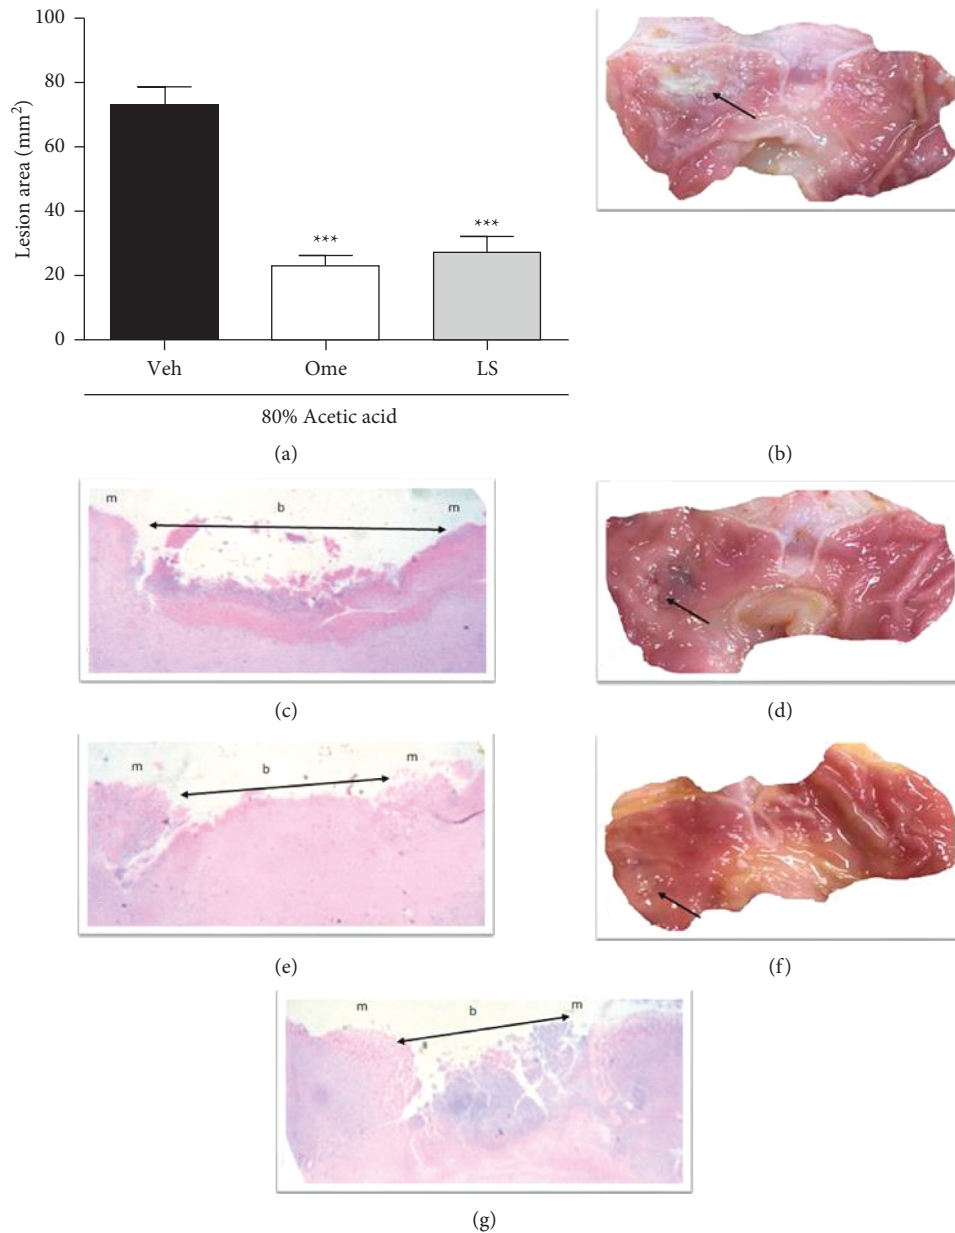 100
80
60
40
20
0
Lesion area (mm²)
***
***
Veh Ome LS
80% Acetic acid
(a)
(b)
m b m
(c)
(d)
m b m
(e)
(f)
m b m
(g)